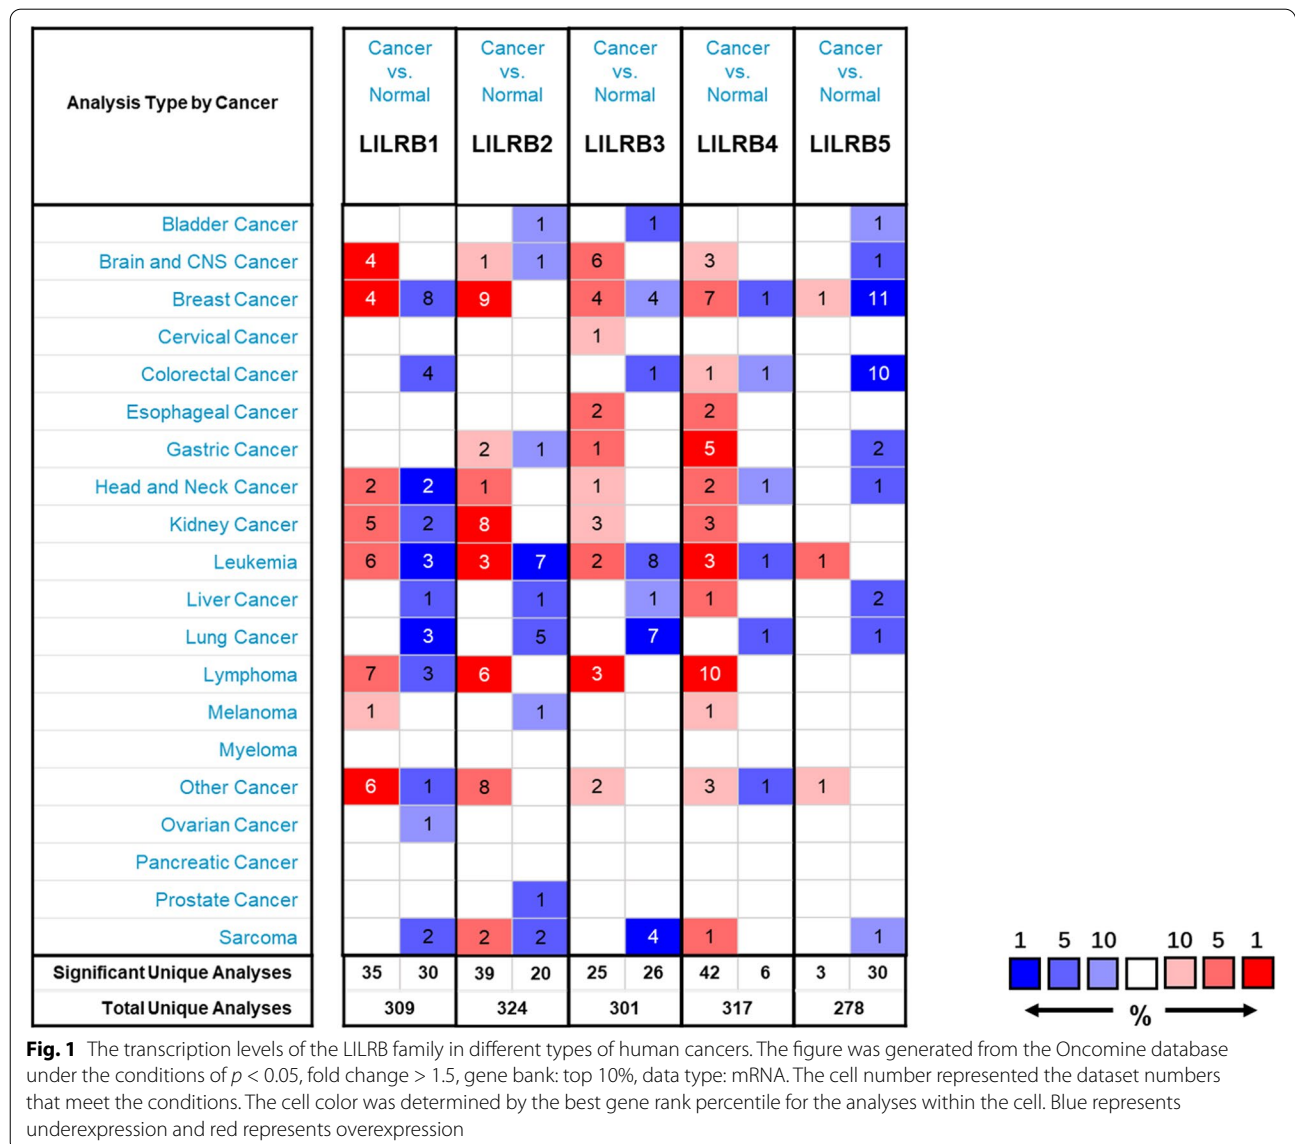 Analysis Type by Cancer
Cancer vs. Normal LILRB1
Cancer vs. Normal LILRB2
Cancer vs. Normal LILRB3
Cancer vs. Normal LILRB4
Cancer vs. Normal LILRB5
Bladder Cancer 1 1 1
Brain and CNS Cancer 4 1 1 6 3 1
Breast Cancer 4 8 9 4 4 7 1 1 11
Cervical Cancer 1
Colorectal Cancer 4 1 1 1 10
Esophageal Cancer 2 2
Gastric Cancer 2 1 1 5 2
Head and Neck Cancer 2 2 1 1 2 1 1
Kidney Cancer 5 2 8 3 3
Leukemia 6 3 3 7 2 8 3 1 1
Liver Cancer 1 1 1 1 2
Lung Cancer 3 5 7 1 1
Lymphoma 7 3 6 3 10
Melanoma 1 1 1
Myeloma
Other Cancer 6 1 8 2 3 1 1
Ovarian Cancer 1
Pancreatic Cancer
Prostate Cancer 1
Sarcoma 2 2 2 4 1 1
Significant Unique Analyses 35 30 39 20 25 26 42 6 3 30
Total Unique Analyses 309 324 301 317 278
1 5 10 10 5 1
%
Fig. 1 The transcription levels of the LILRB family in different types of human cancers. The figure was generated from the Oncomine database
under the conditions of p < 0.05, fold change > 1.5, gene bank: top 10%, data type: mRNA. The cell number represented the dataset numbers
that meet the conditions. The cell color was determined by the best gene rank percentile for the analyses within the cell. Blue represents
underexpression and red represents overexpression